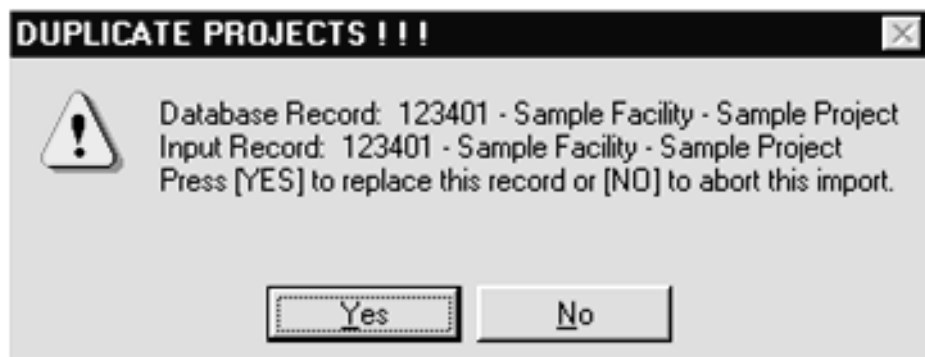 DUPLICATE PROJECTS ! ! !
Database Record:  123401 - Sample Facility - Sample Project
Input Record:  123401 - Sample Facility - Sample Project
Press [YES] to replace this record or [NO] to abort this import.
Yes No